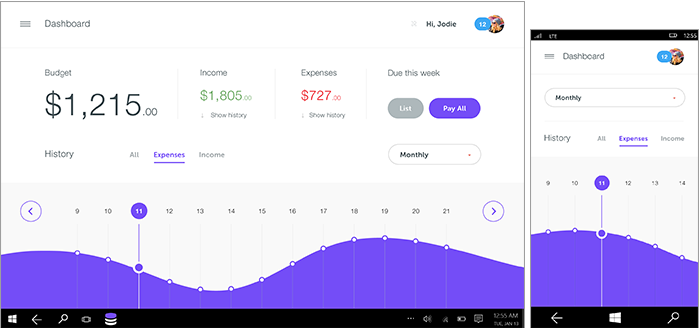 Dashboard
Hi, Jodie
12
Budget
$1,215.00
Income
$1,805.00
↓ Show history
Expenses
$727.00
↓ Show history
Due this week
List
Pay All
History
All
Expenses
Income
Monthly
9 10 11 12 13 14 15 16 17 18 19 20 21
12:55 AM
TUE, JAN 13
LTE
12:55
Dashboard
12
Monthly
History
All
Expenses
Income
9 10 11 12 13 14